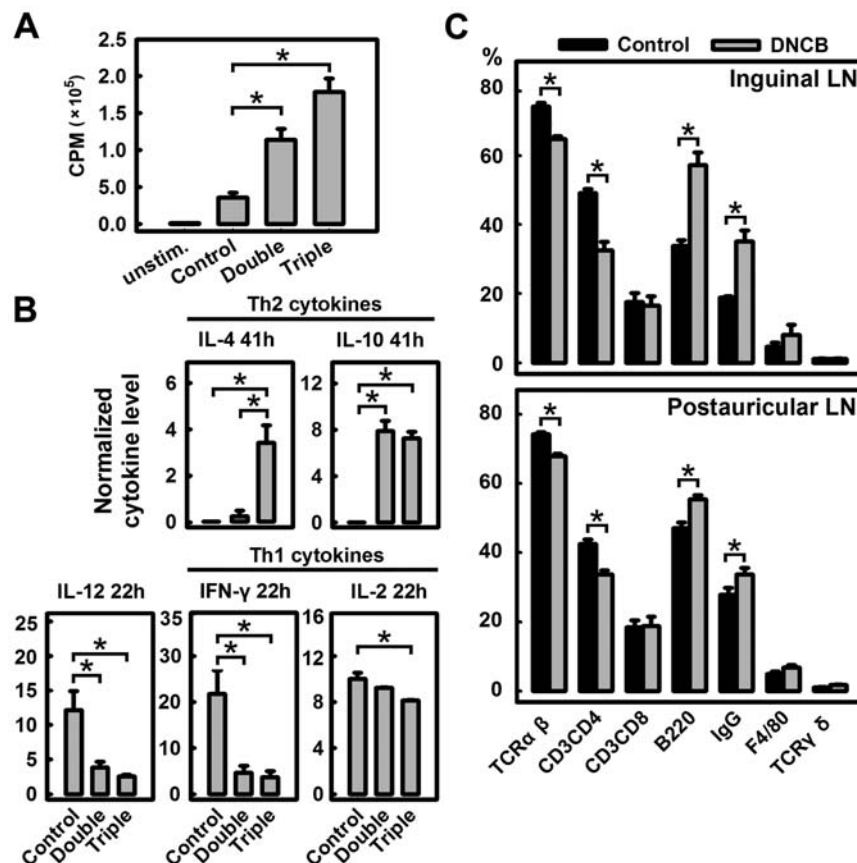 A
CPM (×10⁵)
2.5
2.0
1.5
1.0
5.0
0.0
* *
unstim. Control Double Triple
B
Th2 cytokines
IL-4 41h IL-10 41h
Normalized
cytokine level
6
4
2
0
* *
12
8
4
0
* *
Th1 cytokines
IL-12 22h IFN-γ 22h IL-2 22h
25
20
15
10
5
0
* *
35
30
20
10
0
* *
16
12
8
4
0
*
Control Double Triple
Control Double Triple
Control Double Triple
C
% Control DNCB
Inguinal LN
80
60
40
20
0
* * * *
Postauricular LN
80
60
40
20
0
* * * *
TCRα β CD3CD4 CD3CD8 B220 IgG F4/80 TCRγ δ